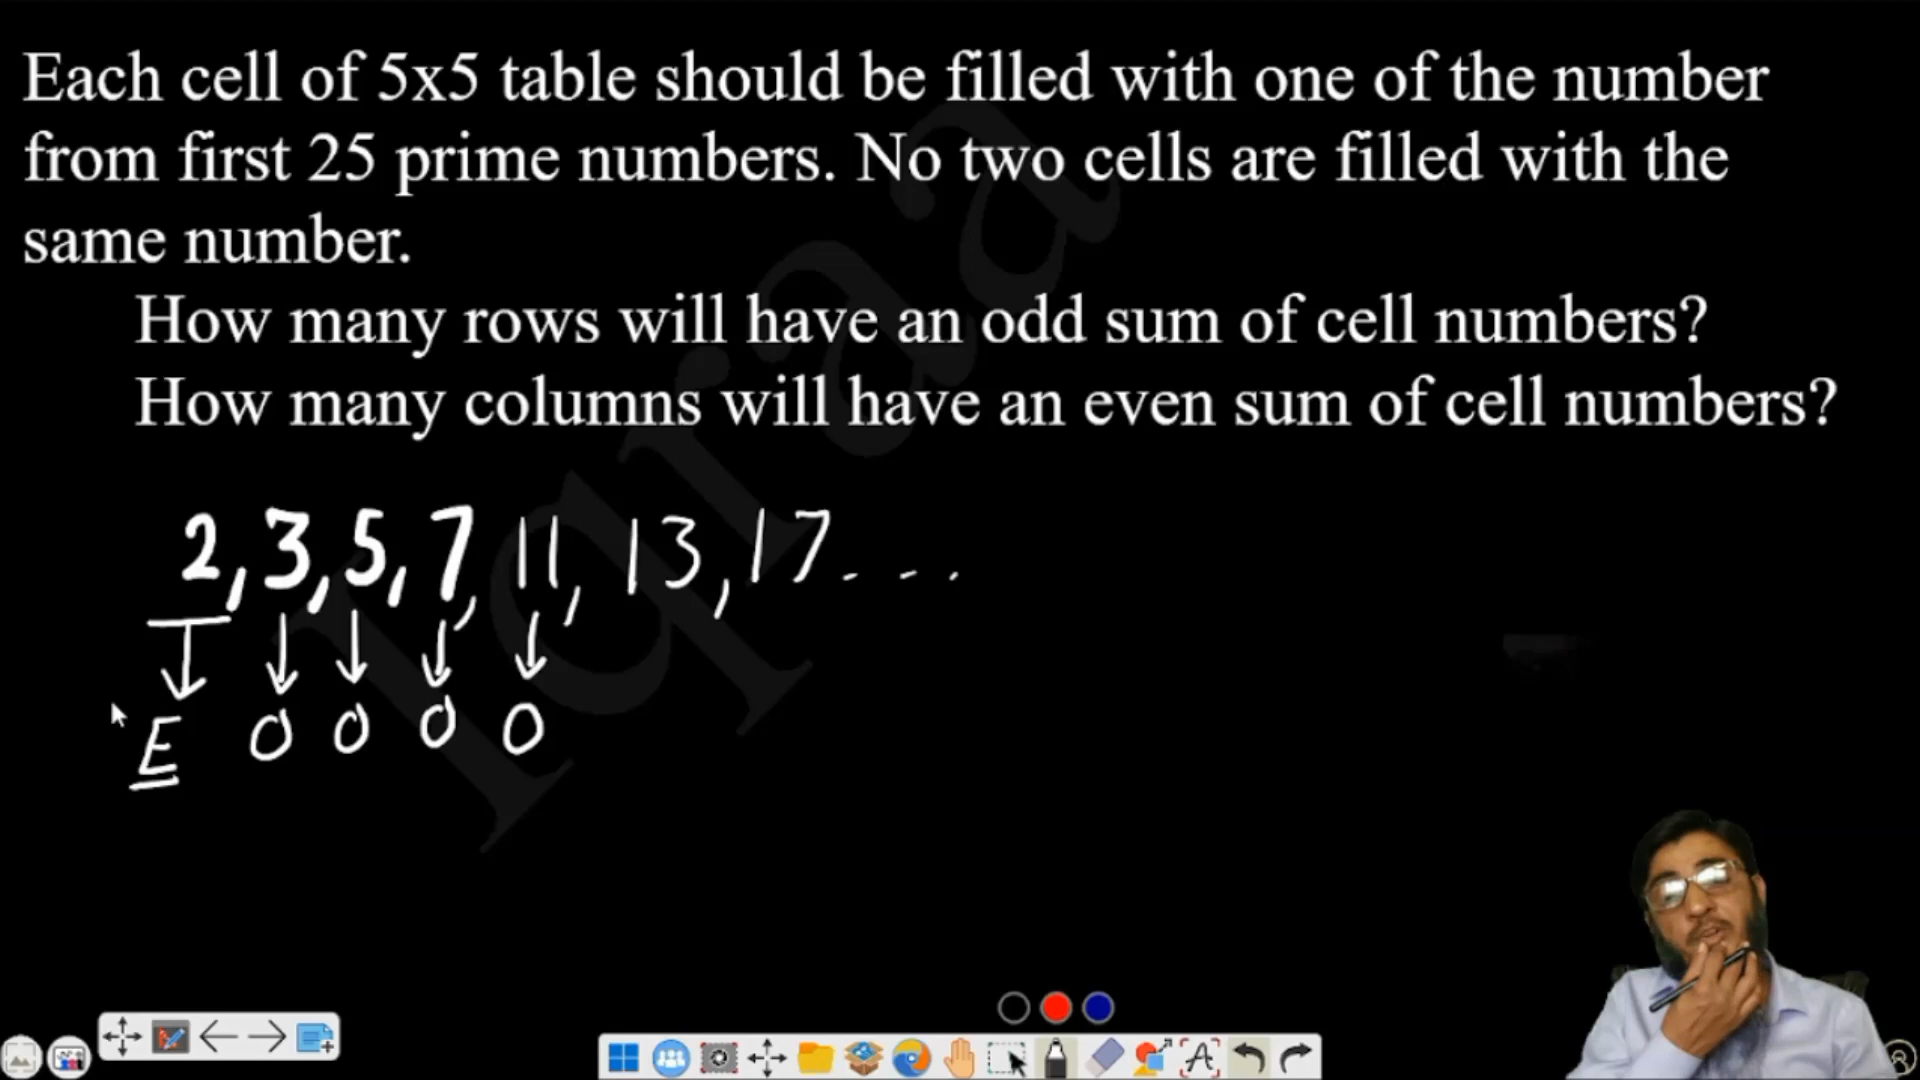 Each cell of 5x5 table should be filled with one of the number
from first 25 prime numbers. No two cells are filled with the
same number.
How many rows will have an odd sum of cell numbers?
How many columns will have an even sum of cell numbers?
2, 3, 5, 7, 11, 13, 17 - - -
E O O O O
Iqraa